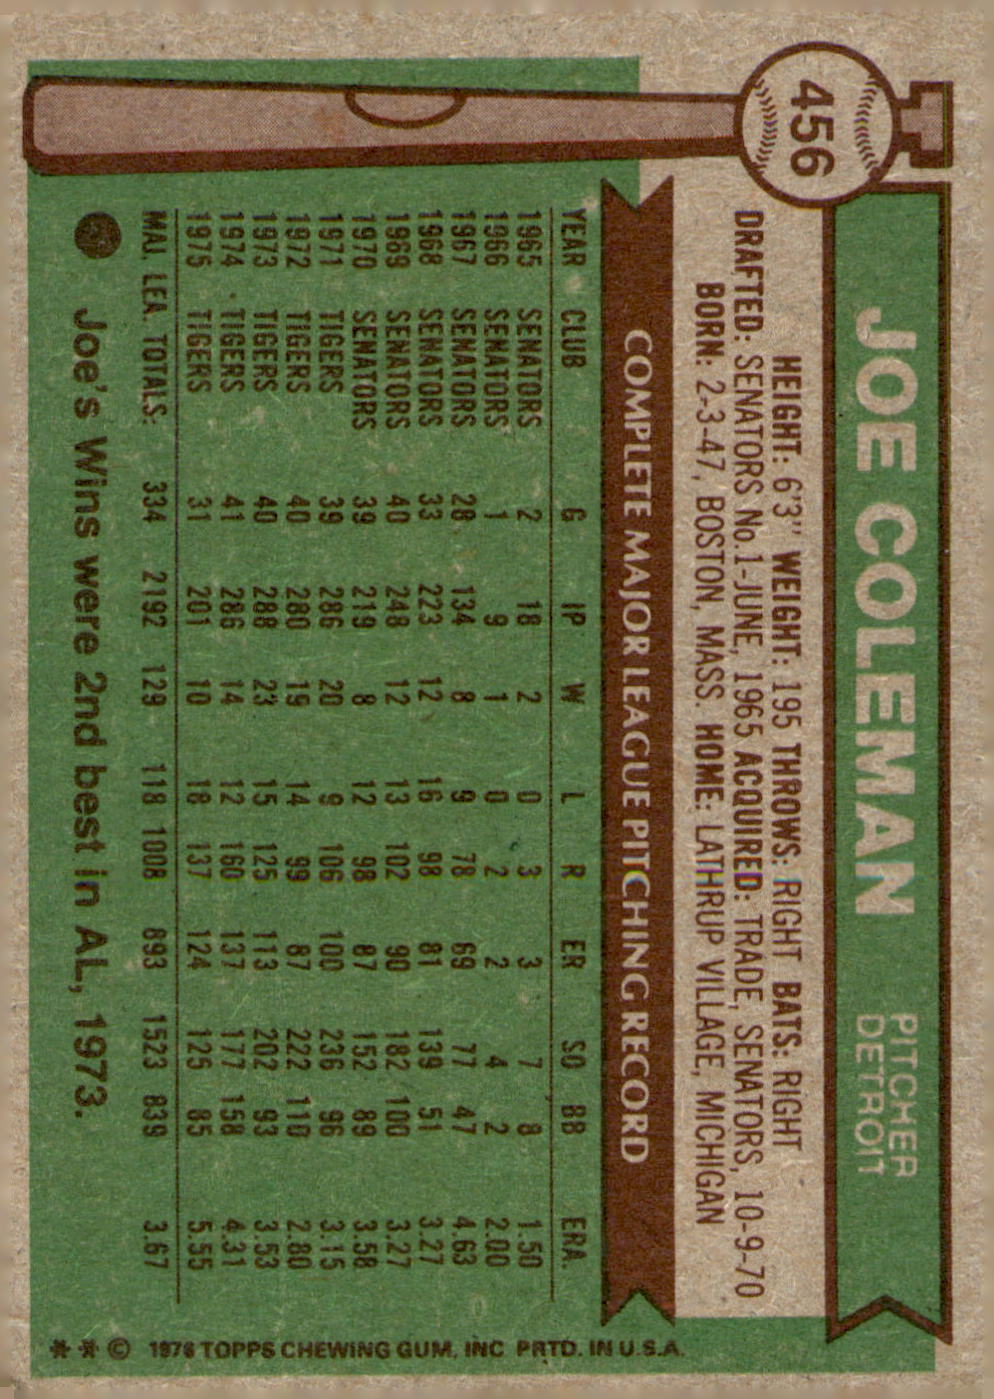 456
JOE COLEMAN
PITCHER
DETROIT
HEIGHT: 6'3" WEIGHT: 195 THROWS: RIGHT BATS: RIGHT
DRAFTED: SENATORS No.1-JUNE, 1965 ACQUIRED: TRADE, SENATORS, 10-9-70
BORN: 2-3-47, BOSTON, MASS. HOME: LATHRUP VILLAGE, MICHIGAN
COMPLETE MAJOR LEAGUE PITCHING RECORD
YEAR CLUB G IP W L R ER SO BB ERA.
1965 SENATORS 2 18 2 0 3 3 7 8 1.50
1966 SENATORS 1 9 1 0 2 2 4 2 2.00
1967 SENATORS 28 134 8 9 78 69 77 47 4.63
1968 SENATORS 33 223 12 16 98 81 139 51 3.27
1969 SENATORS 40 248 12 13 102 90 182 100 3.27
1970 SENATORS 39 219 8 12 98 87 152 89 3.58
1971 TIGERS 39 286 20 9 106 100 236 96 3.15
1972 TIGERS 40 280 19 14 99 87 222 110 2.80
1973 TIGERS 40 288 23 15 125 113 202 93 3.53
1974 TIGERS 41 286 14 12 160 137 177 158 4.31
1975 TIGERS 31 201 10 18 137 124 125 85 5.55
MAJ. LEA. TOTALS: 334 2192 129 118 1008 893 1523 839 3.67
Joe's Wins were 2nd best in AL, 1973.
** © 1976 TOPPS CHEWING GUM, INC PRTD. IN U.S.A.